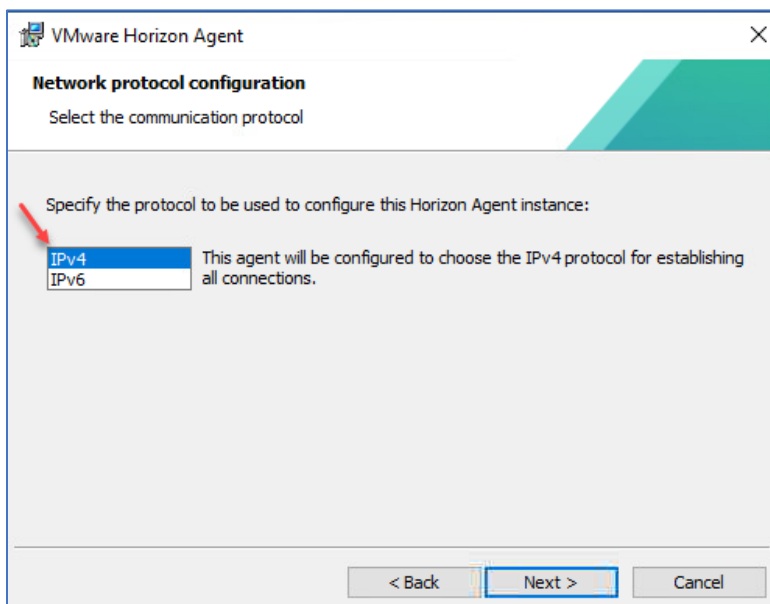 VMware Horizon Agent
Network protocol configuration
Select the communication protocol
Specify the protocol to be used to configure this Horizon Agent instance:
IPv4
IPv6
This agent will be configured to choose the IPv4 protocol for establishing
all connections.
< Back
Next >
Cancel